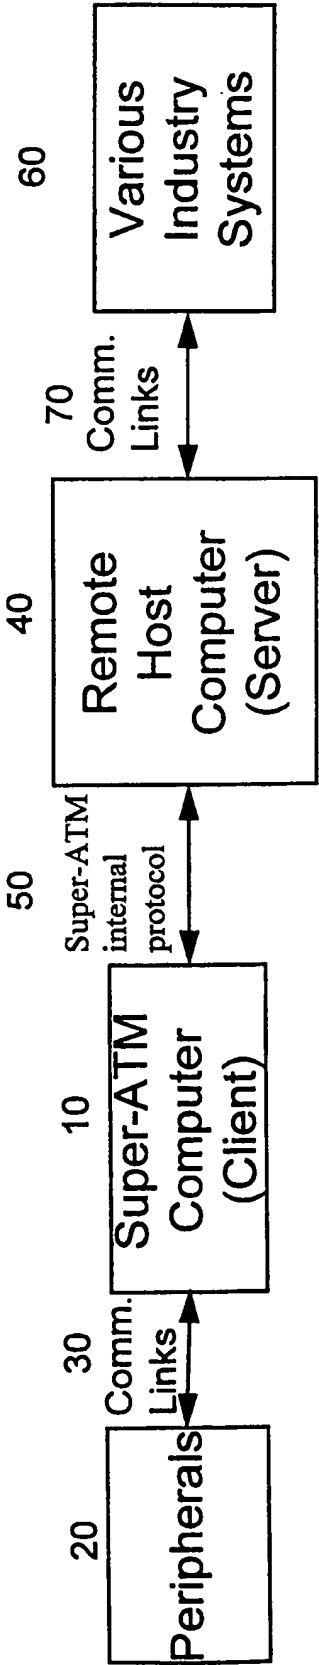 20
Peripherals
30
Comm.
Links
10
Super-ATM
Computer
(Client)
50
Super-ATM
internal
protocol
40
Remote
Host
Computer
(Server)
70
Comm.
Links
60
Various
Industry
Systems